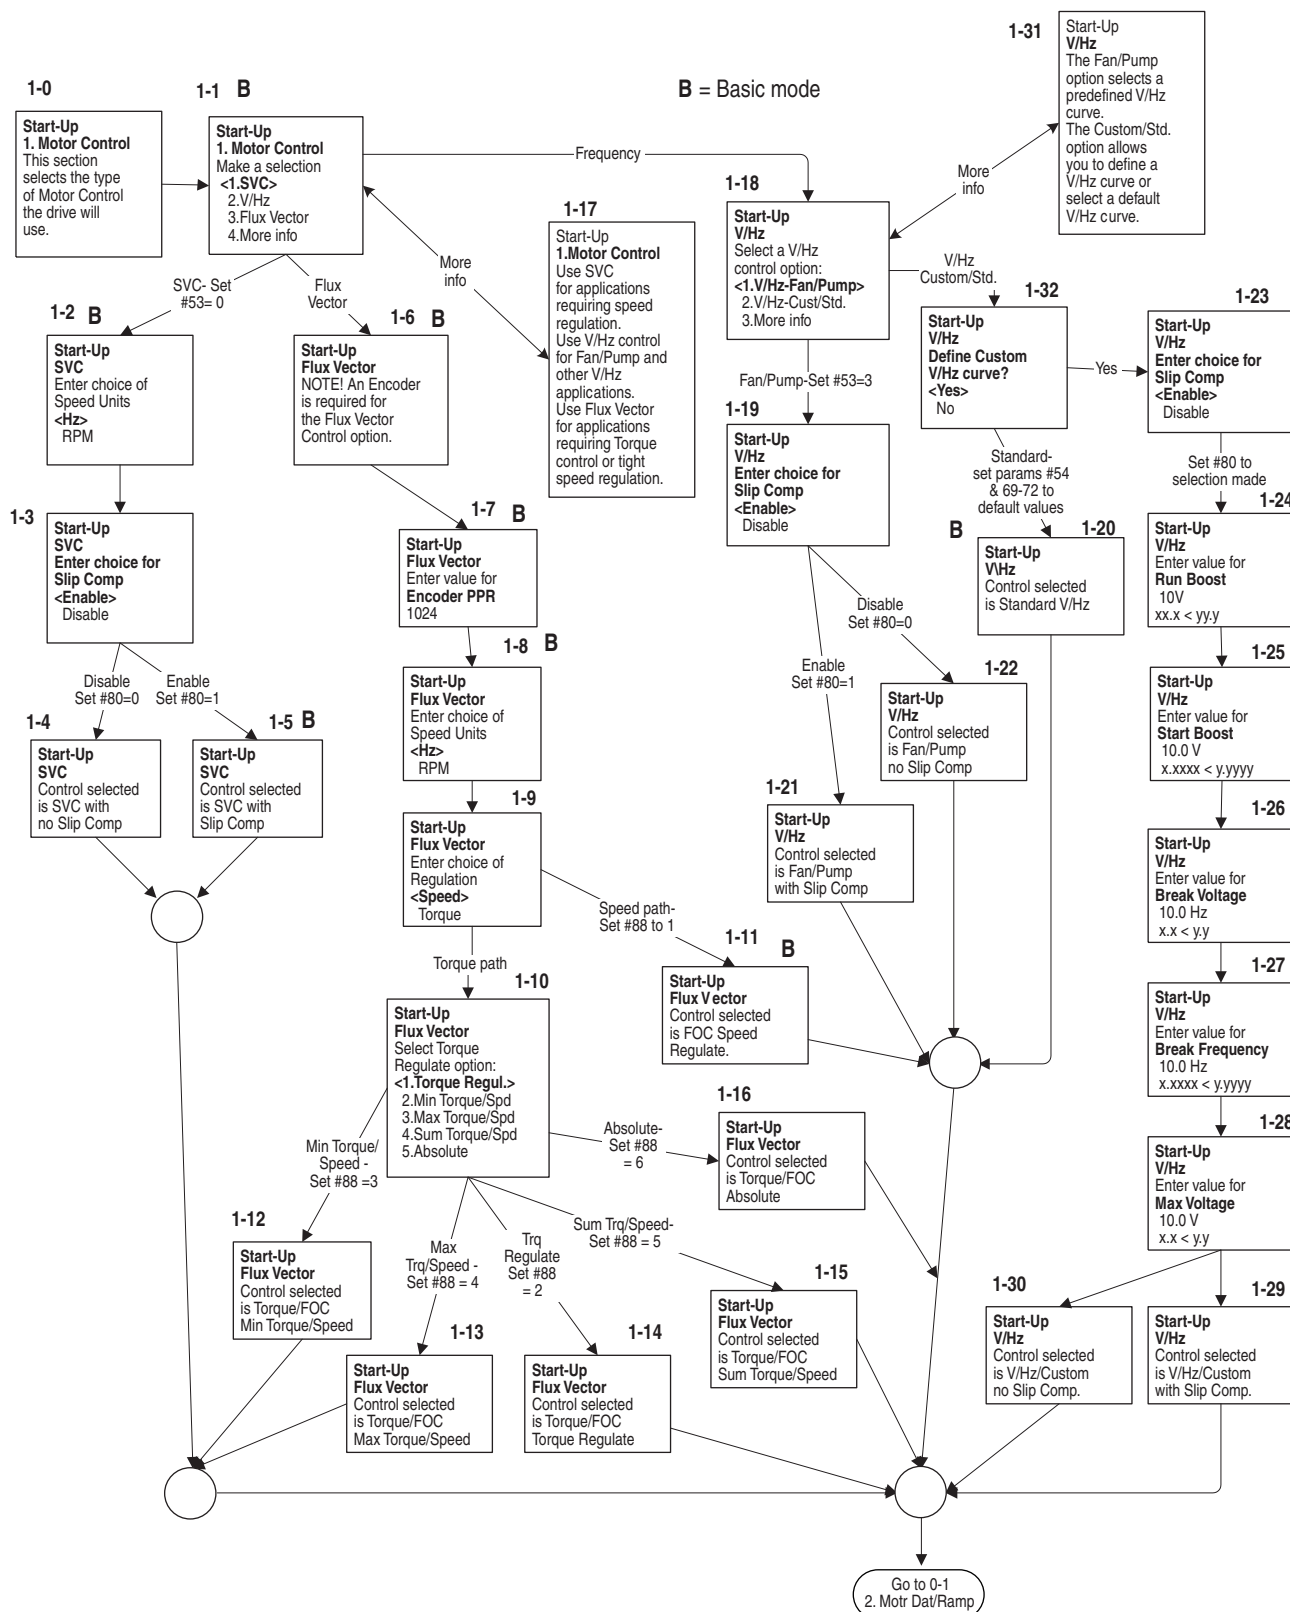 B = Basic mode
1-0
Start-Up
1. Motor Control
This section
selects the type
of Motor Control
the drive will
use.
1-1 B
Start-Up
1. Motor Control
Make a selection
<1.SVC>
2.V/Hz
3.Flux Vector
4.More info
Frequency
More
info
SVC- Set
#53= 0
Flux
Vector
1-17
Start-Up
1.Motor Control
Use SVC
for applications
requiring speed
regulation.
Use V/Hz control
for Fan/Pump and
other V/Hz
applications.
Use Flux Vector
for applications
requiring Torque
control or tight
speed regulation.
1-31
Start-Up
V/Hz
The Fan/Pump
option selects a
predefined V/Hz
curve.
The Custom/Std.
option allows
you to define a
V/Hz curve or
select a default
V/Hz curve.
More
info
1-18
Start-Up
V/Hz
Select a V/Hz
control option:
<1.V/Hz-Fan/Pump>
2.V/Hz-Cust/Std.
3.More info
V/Hz
Custom/Std.
Fan/Pump-Set #53=3
1-2 B
Start-Up
SVC
Enter choice of
Speed Units
<Hz>
RPM
1-6 B
Start-Up
Flux Vector
NOTE! An Encoder
is required for
the Flux Vector
Control option.
1-32
Start-Up
V/Hz
Define Custom
V/Hz curve?
<Yes>
No
Yes
1-23
Start-Up
V/Hz
Enter choice for
Slip Comp
<Enable>
Disable
1-19
Start-Up
V/Hz
Enter choice for
Slip Comp
<Enable>
Disable
Standard-
set params #54
& 69-72 to
default values
Set #80 to
selection made
1-3
Start-Up
SVC
Enter choice for
Slip Comp
<Enable>
Disable
1-7 B
Start-Up
Flux Vector
Enter value for
Encoder PPR
1024
1-24
Start-Up
V/Hz
Enter value for
Run Boost
10V
xx.x < yy.y
B 1-20
Start-Up
V\Hz
Control selected
is Standard V/Hz
Disable
Set #80=0
Enable
Set #80=1
Disable
Set #80=0
Enable
Set #80=1
1-8 B
Start-Up
Flux Vector
Enter choice of
Speed Units
<Hz>
RPM
1-22
Start-Up
V/Hz
Control selected
is Fan/Pump
no Slip Comp
1-25
Start-Up
V/Hz
Enter value for
Start Boost
10.0 V
x.xxxx < y.yyyy
1-4
Start-Up
SVC
Control selected
is SVC with
no Slip Comp
1-5 B
Start-Up
SVC
Control selected
is SVC with
Slip Comp
1-9
Start-Up
Flux Vector
Enter choice of
Regulation
<Speed>
Torque
1-21
Start-Up
V/Hz
Control selected
is Fan/Pump
with Slip Comp
1-26
Start-Up
V/Hz
Enter value for
Break Voltage
10.0 Hz
x.x < y.y
Speed path-
Set #88 to 1
Torque path
1-11 B
Start-Up
Flux Vector
Control selected
is FOC Speed
Regulate.
1-27
Start-Up
V/Hz
Enter value for
Break Frequency
10.0 Hz
x.xxxx < y.yyyy
1-10
Start-Up
Flux Vector
Select Torque
Regulate option:
<1.Torque Regul.>
2.Min Torque/Spd
3.Max Torque/Spd
4.Sum Torque/Spd
5.Absolute
Absolute-
Set #88
= 6
1-16
Start-Up
Flux Vector
Control selected
is Torque/FOC
Absolute
1-28
Start-Up
V/Hz
Enter value for
Max Voltage
10.0 V
x.x < y.y
Min Torque/
Speed -
Set #88 =3
Max
Trq/Speed -
Set #88 = 4
Trq
Regulate
Set #88
= 2
Sum Trq/Speed-
Set #88 = 5
1-12
Start-Up
Flux Vector
Control selected
is Torque/FOC
Min Torque/Speed
1-13
Start-Up
Flux Vector
Control selected
is Torque/FOC
Max Torque/Speed
1-14
Start-Up
Flux Vector
Control selected
is Torque/FOC
Torque Regulate
1-15
Start-Up
Flux Vector
Control selected
is Torque/FOC
Sum Torque/Speed
1-30
Start-Up
V/Hz
Control selected
is V/Hz/Custom
no Slip Comp.
1-29
Start-Up
V/Hz
Control selected
is V/Hz/Custom
with Slip Comp.
Go to 0-1
2. Motr Dat/Ramp